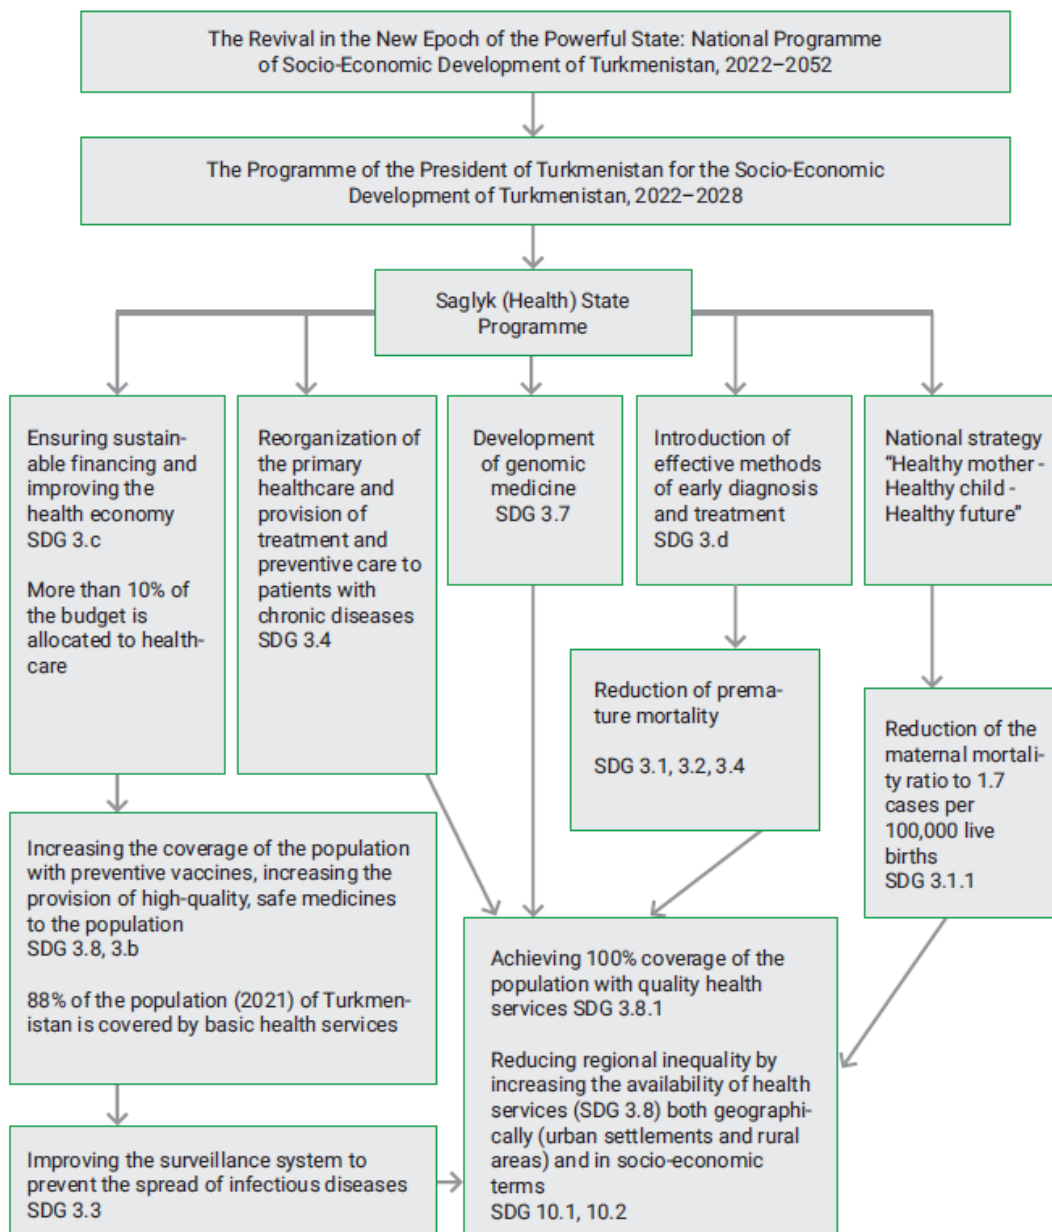 The Revival in the New Epoch of the Powerful State: National Programme
of Socio-Economic Development of Turkmenistan, 2022–2052
The Programme of the President of Turkmenistan for the Socio-Economic
Development of Turkmenistan, 2022–2028
Saglyk (Health) State
Programme
Ensuring sustain-
able financing and
improving the
health economy
SDG 3.c
More than 10% of
the budget is
allocated to health-
care
Reorganization of
the primary
healthcare and
provision of
treatment and
preventive care to
patients with
chronic diseases
SDG 3.4
Development
of genomic
medicine
SDG 3.7
Introduction of
effective methods
of early diagnosis
and treatment
SDG 3.d
National strategy
“Healthy mother -
Healthy child -
Healthy future”
Reduction of prema-
ture mortality
SDG 3.1, 3.2, 3.4
Reduction of the
maternal mortali-
ty ratio to 1.7
cases per
100,000 live
births
SDG 3.1.1
Increasing the coverage of the population
with preventive vaccines, increasing the
provision of high-quality, safe medicines
to the population
SDG 3.8, 3.b
88% of the population (2021) of Turkmen-
istan is covered by basic health services
Achieving 100% coverage of the
population with quality health
services SDG 3.8.1
Reducing regional inequality by
increasing the availability of health
services (SDG 3.8) both geographi-
cally (urban settlements and rural
areas) and in socio-economic
terms
SDG 10.1, 10.2
Improving the surveillance system to
prevent the spread of infectious diseases
SDG 3.3